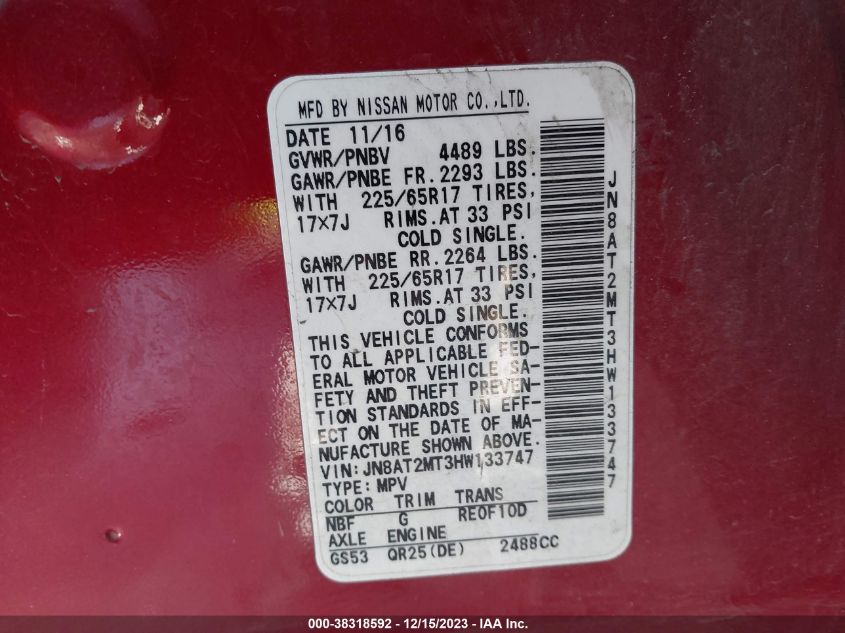 MFD BY NISSAN MOTOR CO.,LTD.
DATE 11/16
GVWR/PNBV 4489 LBS.
GAWR/PNBE FR. 2293 LBS.
WITH 225/65R17 TIRES,
17×7J RIMS. AT 33 PSI
COLD SINGLE.
GAWR/PNBE RR. 2264 LBS.
WITH 225/65R17 TIRES,
17×7J RIMS. AT 33 PSI
COLD SINGLE.
THIS VEHICLE CONFORMS
TO ALL APPLICABLE FED-
ERAL MOTOR VEHICLE SA-
FETY AND THEFT PREVEN-
TION STANDARDS IN EFF-
ECT ON THE DATE OF MA-
NUFACTURE SHOWN ABOVE.
VIN: JN8AT2MT3HW133747
TYPE: MPV
COLOR TRIM TRANS
NBF G RE0F10D
AXLE ENGINE
GS53 QR25(DE) 2488CC
JN8AT2MT3HW133747
000-38318592 - 12/15/2023 - www.iaai.com